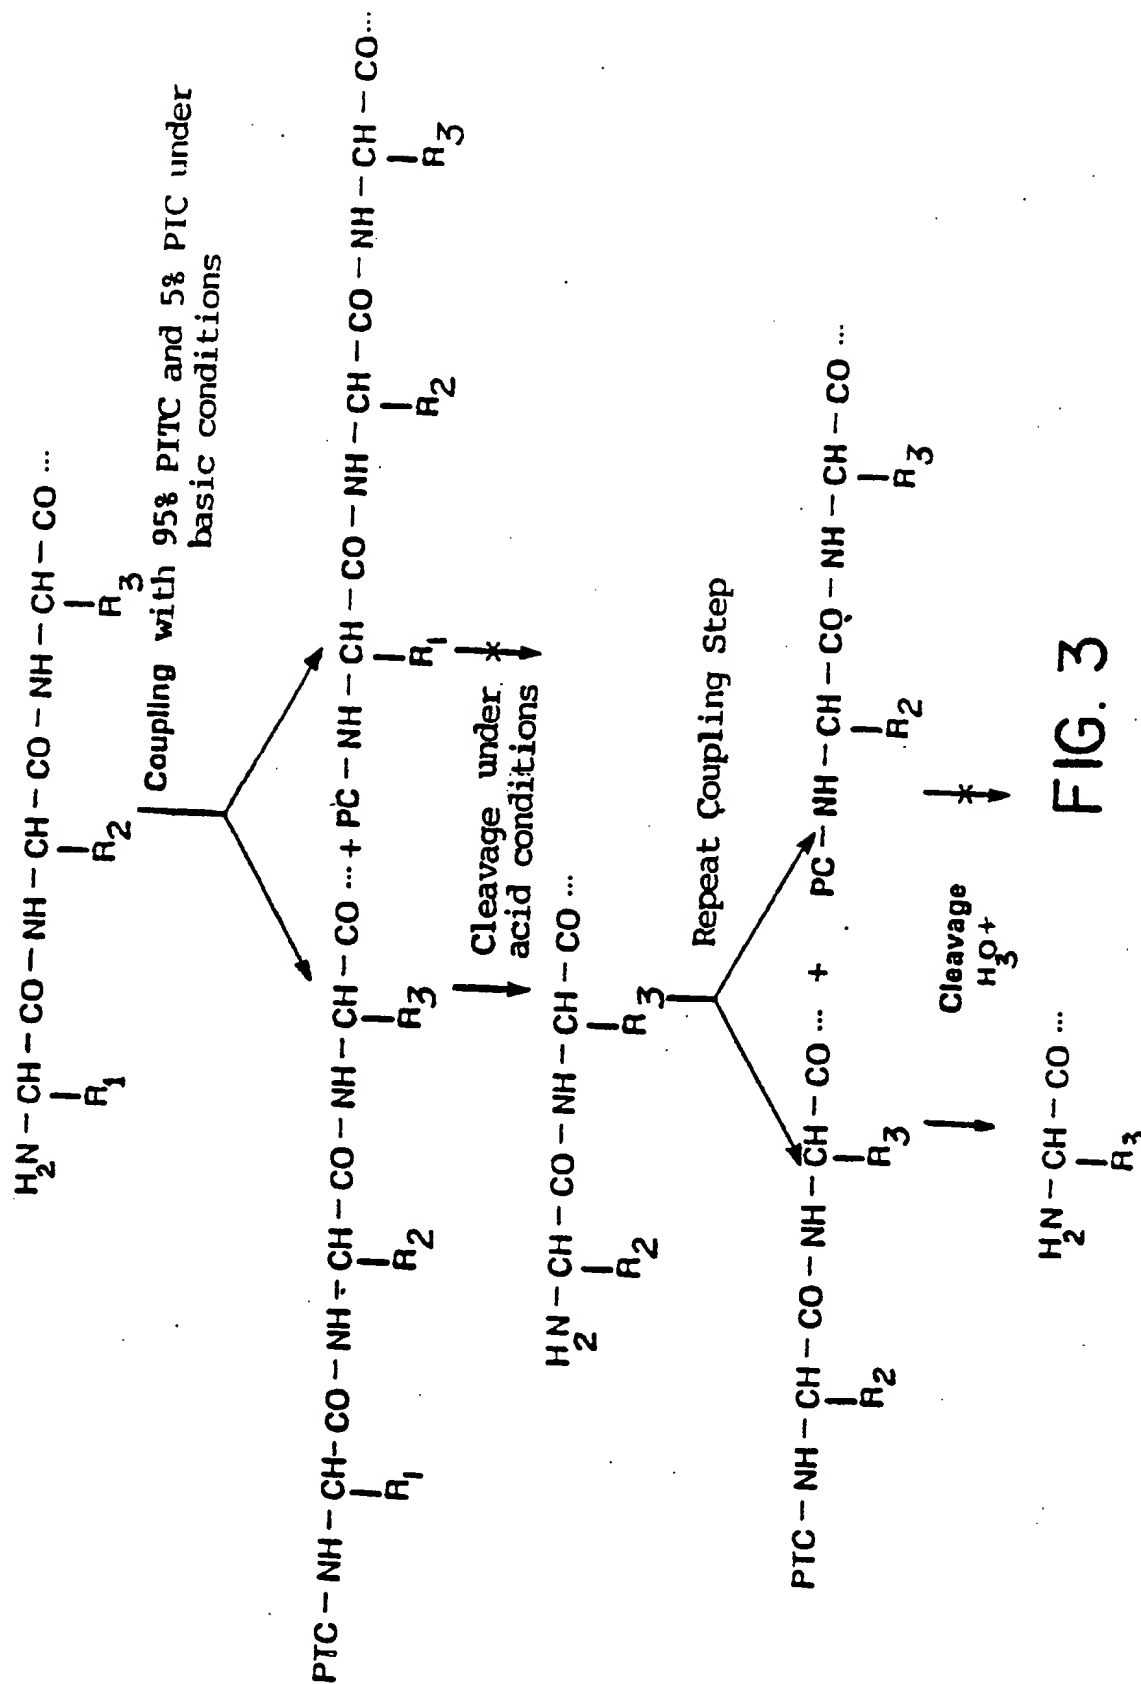 H2N–CH–CO–NH–CH–CO–NH–CH–CO...
R1 R2 R3
Coupling with 95% PITC and 5% PIC under
basic conditions
PTC–NH–CH–CO–NH–CH–CO–NH–CH–CO...+PC–NH–CH–CO–NH–CH–CO–NH–CH–CO...
R1 R2 R3 R1 R2 R3
Cleavage under
acid conditions
H2N–CH–CO–NH–CH–CO...
R2 R3
Repeat Coupling Step
PTC–NH–CH–CO–NH–CH–CO... + PC–NH–CH–CO–NH–CH–CO...
R2 R3 R2 R3
Cleavage
H3O+
H2N–CH–CO...
R3
FIG. 3